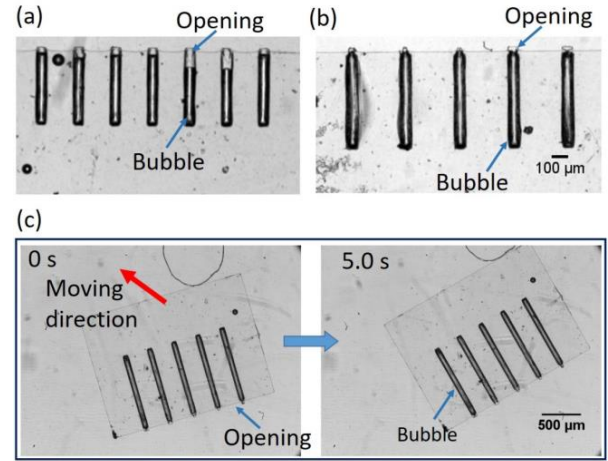 (a)
Opening
Bubble
(b)
Opening
Bubble
100 µm
(c)
0 s
Moving
direction
Opening
5.0 s
Bubble
500 µm